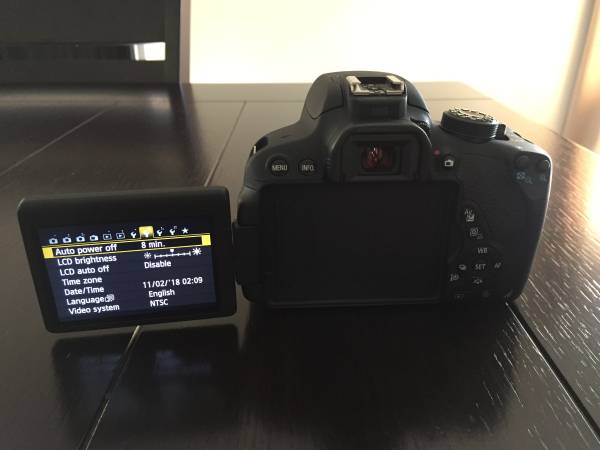 MENU INFO
Auto power off 8 min.
LCD brightness
LCD auto off Disable
Time zone
Date/Time 11/02/'18 02:09
Language English
Video system NTSC
WB
SET AF